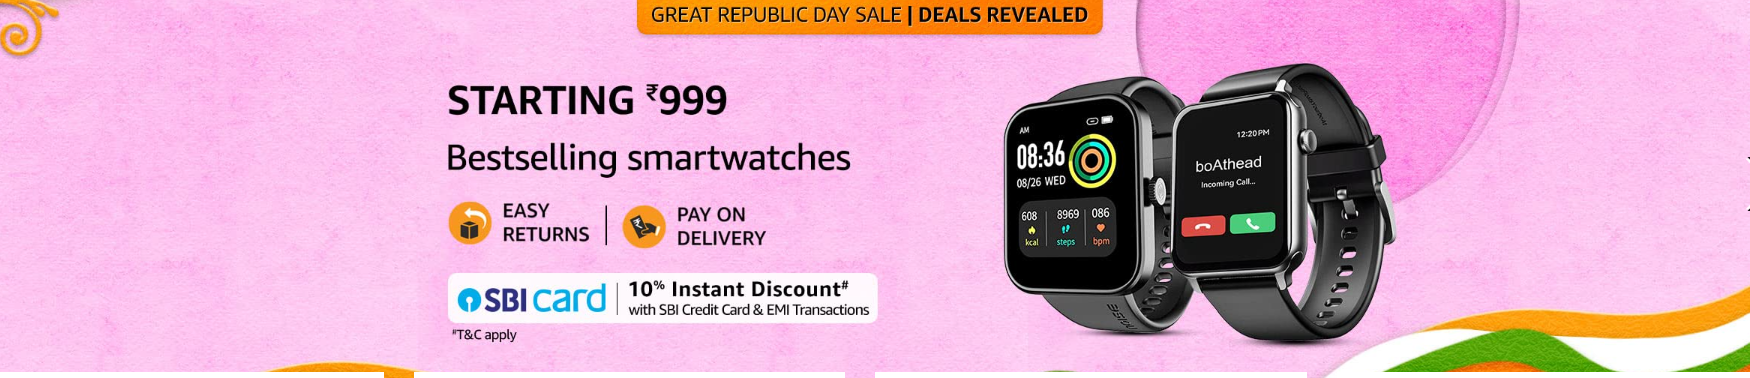 GREAT REPUBLIC DAY SALE | DEALS REVEALED
STARTING ₹999
Bestselling smartwatches
EASY
RETURNS
PAY ON
DELIVERY
SBI card
10% Instant Discount#
with SBI Credit Card & EMI Transactions
#T&C apply
AM
08:36
08/26 WED
608 8969 086
kcal steps bpm
noise
12:20 PM
boAthead
Incoming Call...